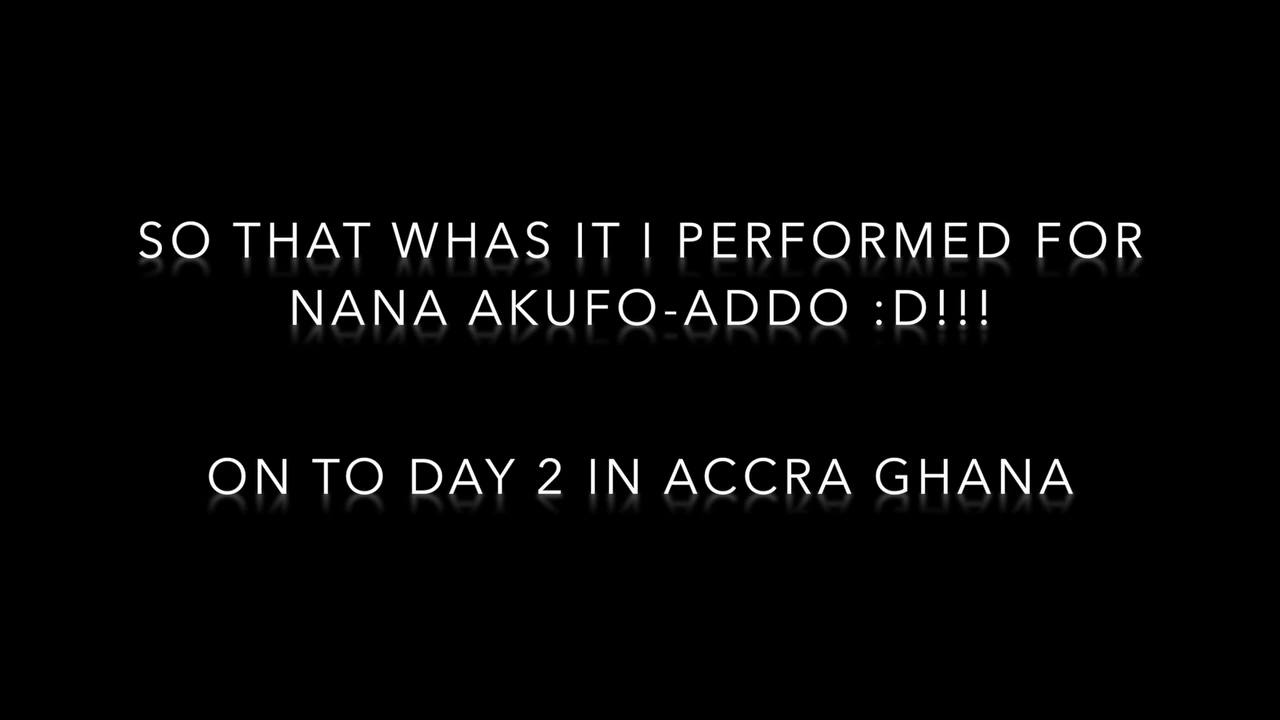 SO THAT WHAS IT I PERFORMED FOR
NANA AKUFO-ADDO :D!!!
ON TO DAY 2 IN ACCRA GHANA